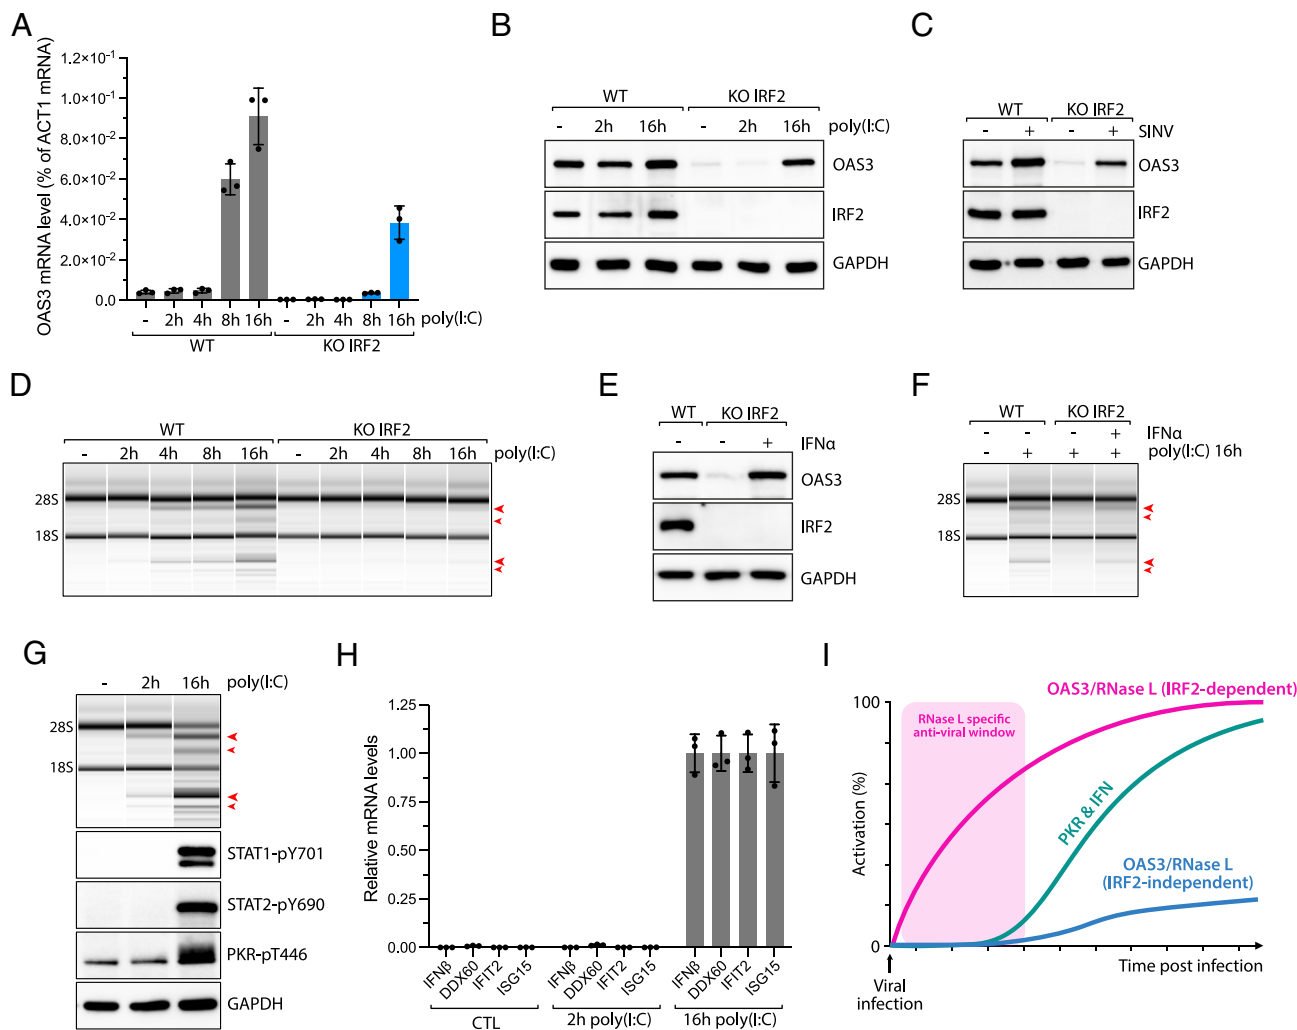 A
OAS3 mRNA level (% of ACT1 mRNA)
1.2×10⁻¹
1.0×10⁻¹
8.0×10⁻²
6.0×10⁻²
4.0×10⁻²
2.0×10⁻²
0.0
- 2h 4h 8h 16h - 2h 4h 8h 16h poly(I:C)
WT KO IRF2
B
WT KO IRF2
- 2h 16h - 2h 16h poly(I:C)
OAS3
IRF2
GAPDH
C
WT KO IRF2
- + - + SINV
OAS3
IRF2
GAPDH
D
WT KO IRF2
- 2h 4h 8h 16h - 2h 4h 8h 16h poly(I:C)
28S
18S
E
WT KO IRF2
- - + IFNα
OAS3
IRF2
GAPDH
F
WT KO IRF2
- - - + IFNα
- + + + poly(I:C) 16h
28S
18S
G
- 2h 16h poly(I:C)
28S
18S
STAT1-pY701
STAT2-pY690
PKR-pT446
GAPDH
H
Relative mRNA levels
1.25
1.00
0.75
0.50
0.25
0.00
IFNβ DDX60 IFIT2 ISG15 IFNβ DDX60 IFIT2 ISG15 IFNβ DDX60 IFIT2 ISG15
CTL 2h poly(I:C) 16h poly(I:C)
I
OAS3/RNase L (IRF2-dependent)
RNase L specific
anti-viral window
PKR & IFN
OAS3/RNase L
(IRF2-independent)
Activation (%)
100
0
Time post infection
Viral
infection